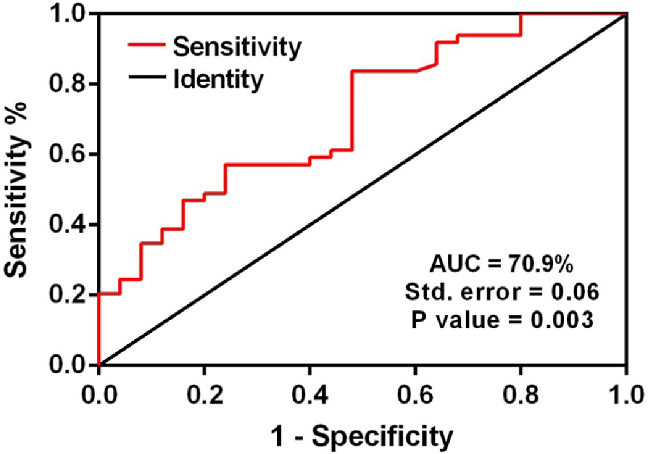 1.0
0.8
0.6
0.4
0.2
0.0
Sensitivity %
Sensitivity
Identity
AUC = 70.9%
Std. error = 0.06
P value = 0.003
0.0 0.2 0.4 0.6 0.8 1.0
1 - Specificity